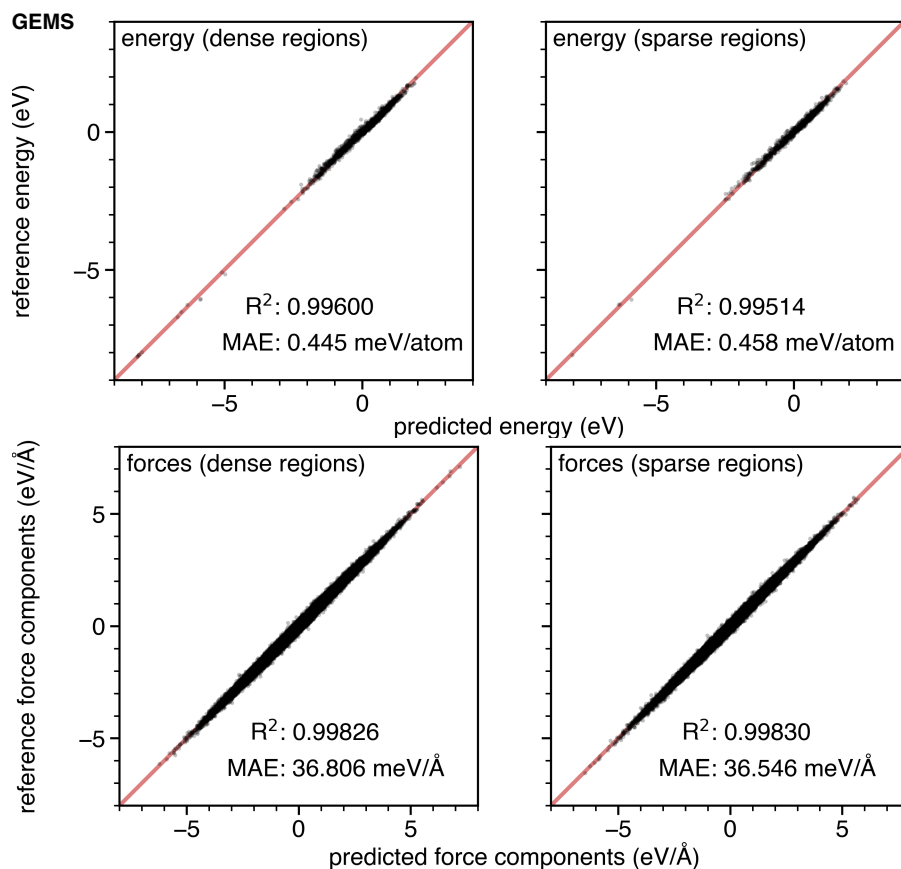 GEMS
energy (dense regions)
energy (sparse regions)
reference energy (eV)
0
−5
R²: 0.99600
MAE: 0.445 meV/atom
R²: 0.99514
MAE: 0.458 meV/atom
−5
0
−5
0
predicted energy (eV)
forces (dense regions)
forces (sparse regions)
reference force components (eV/Å)
5
0
−5
R²: 0.99826
MAE: 36.806 meV/Å
R²: 0.99830
MAE: 36.546 meV/Å
−5
0
5
−5
0
5
predicted force components (eV/Å)